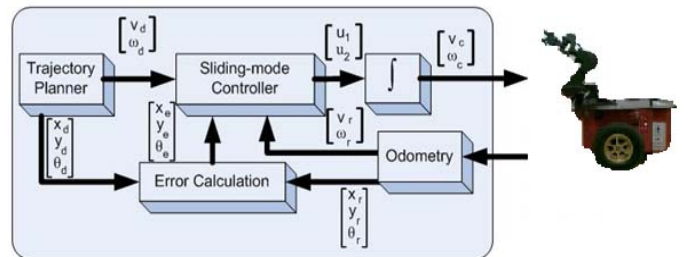 [v_d ω_d]
[u_1 u_2]
[v_c ω_c]
Trajectory
Planner
Sliding-mode
Controller
∫
[x_d y_d θ_d]
[x_e y_e θ_e]
[v_r ω_r]
Odometry
Error Calculation
[x_r y_r θ_r]